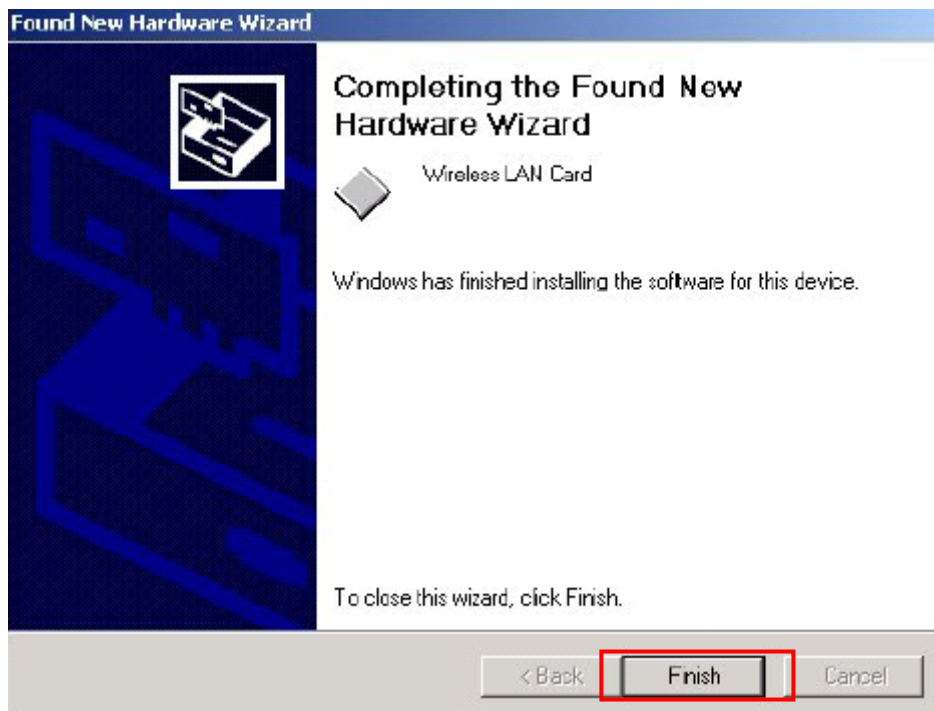 Found New Hardware Wizard
Completing the Found New
Hardware Wizard
Wireless LAN Card
Windows has finished installing the software for this device.
To close this wizard, click Finish.
< Back
Finish
Cancel